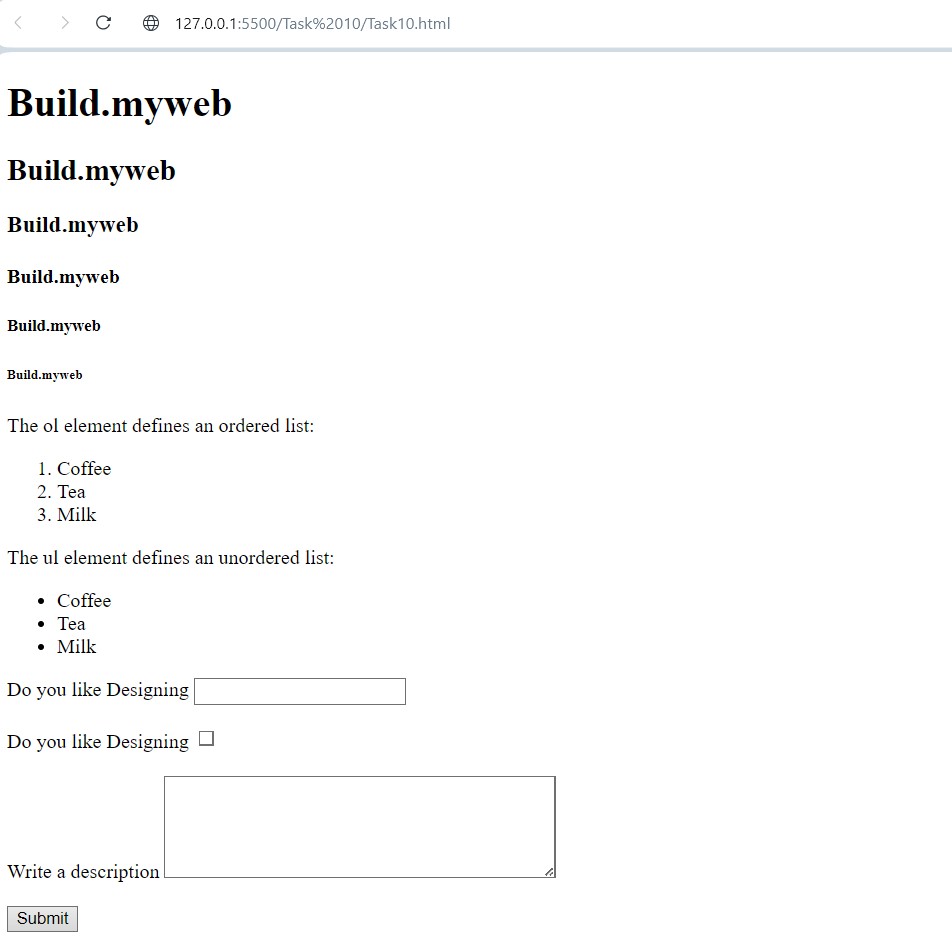 127.0.0.1:5500/Task%2010/Task10.html
Build.myweb
Build.myweb
Build.myweb
Build.myweb
Build.myweb
Build.myweb
The ol element defines an ordered list:
1. Coffee
2. Tea
3. Milk
The ul element defines an unordered list:
• Coffee
• Tea
• Milk
Do you like Designing
Do you like Designing
Write a description
Submit